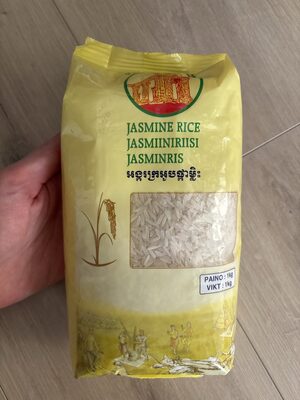 JASMINE RICE
JASMIINIRIISI
JASMINRIS
អង្ករក្រអូបផ្កាម្លិះ
PAINO : 1kg
VIKT : 1kg